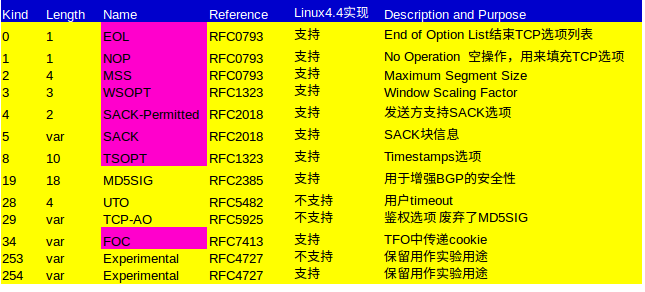 Kind Length Name Reference Linux4.4实现 Description and Purpose
0 1 EOL RFC0793 支持 End of Option List结束TCP选项列表
1 1 NOP RFC0793 支持 No Operation 空操作，用来填充TCP选项
2 4 MSS RFC0793 支持 Maximum Segment Size
3 3 WSOPT RFC1323 支持 Window Scaling Factor
4 2 SACK-Permitted RFC2018 支持 发送方支持SACK选项
5 var SACK RFC2018 支持 SACK块信息
8 10 TSOPT RFC1323 支持 Timestamps选项
19 18 MD5SIG RFC2385 支持 用于增强BGP的安全性
28 4 UTO RFC5482 不支持 用户timeout
29 var TCP-AO RFC5925 不支持 鉴权选项 废弃了MD5SIG
34 var FOC RFC7413 支持 TFO中传递cookie
253 var Experimental RFC4727 不支持 保留用作实验用途
254 var Experimental RFC4727 支持 保留用作实验用途